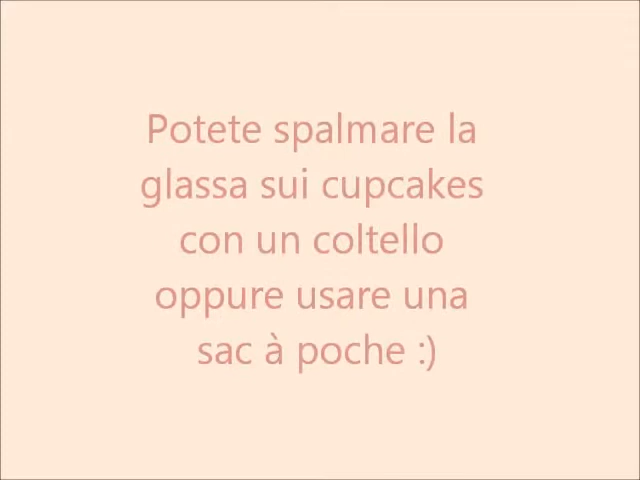 Potete spalmare la
glassa sui cupcakes
con un coltello
oppure usare una
sac à poche :)